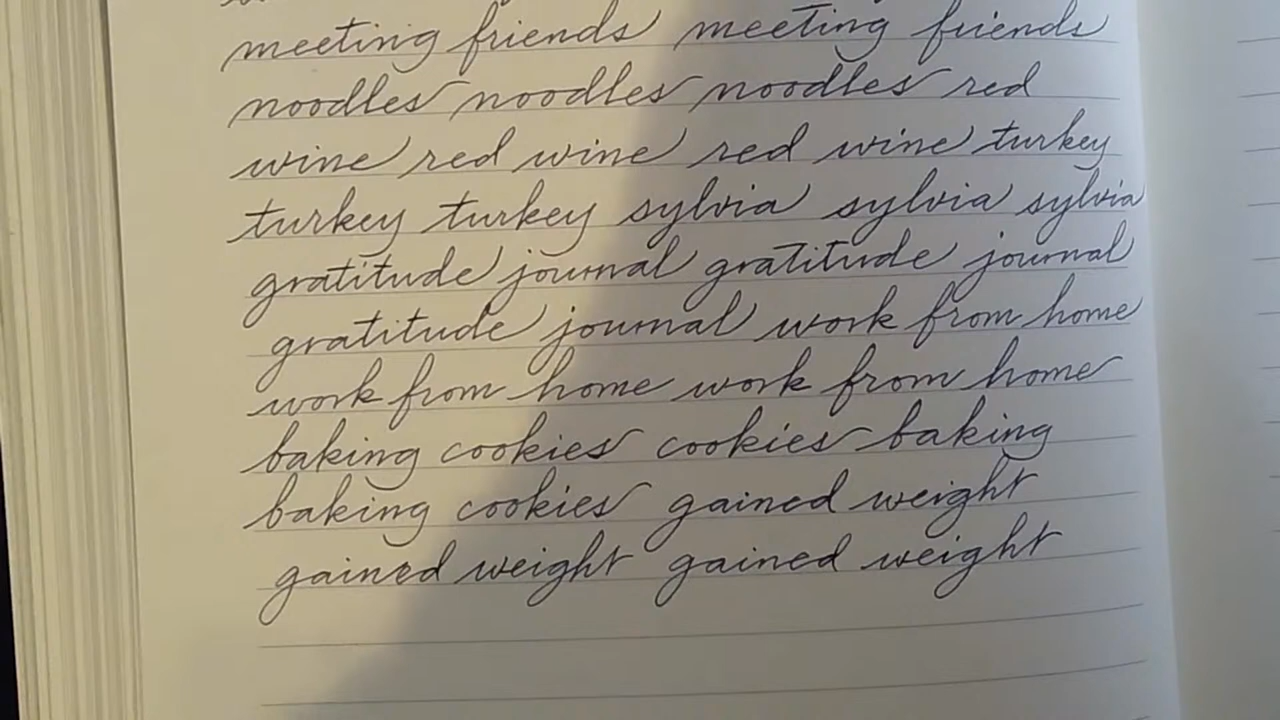 meeting friends meeting friends
noodles noodles noodles red
wine red wine red wine turkey
turkey turkey sylvia sylvia sylvia
gratitude journal gratitude journal
gratitude journal work from home
work from home work from home
baking cookies cookies baking
baking cookies gained weight
gained weight gained weight